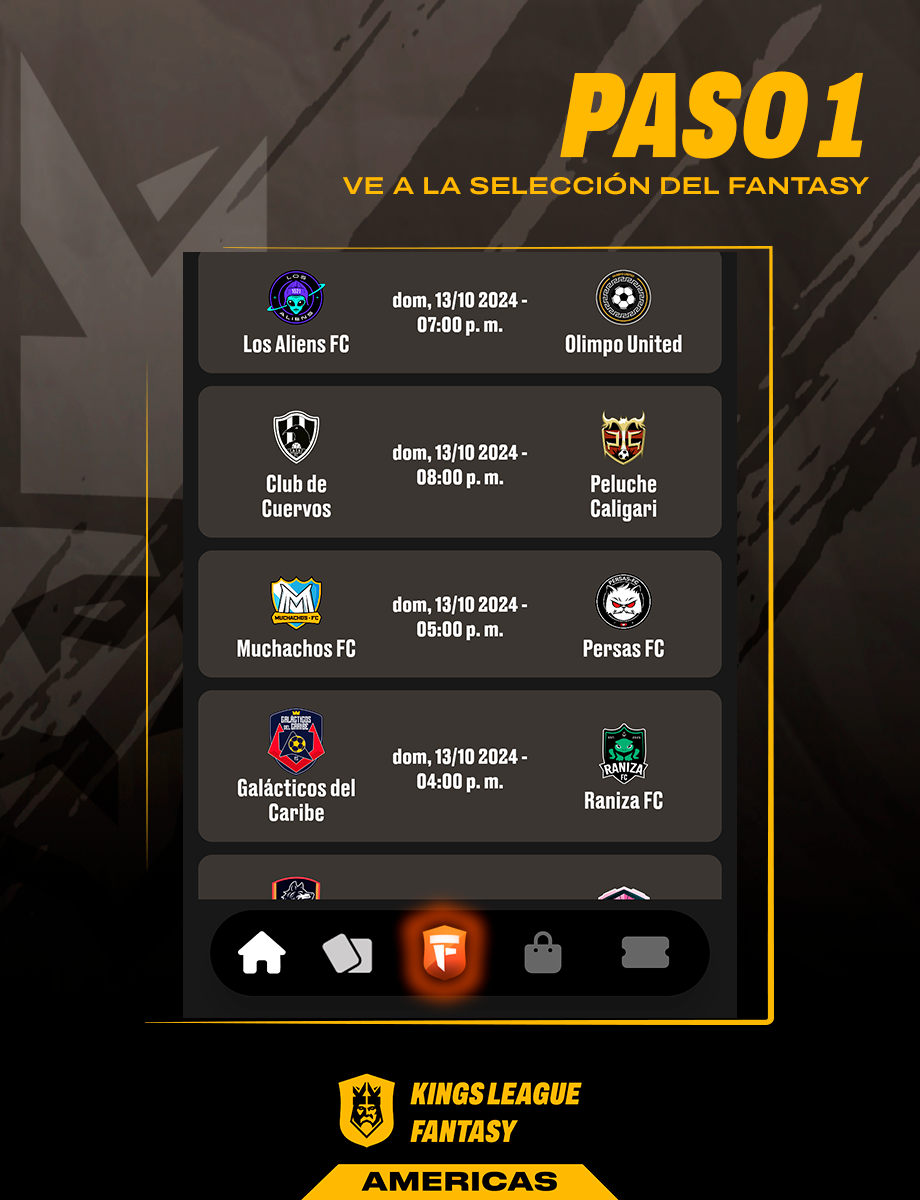 PASO 1
VE A LA SELECCIÓN DEL FANTASY
LOS
1021
ALIENS
Los Aliens FC
dom, 13/10 2024 -
07:00 p. m.
Olimpo United
Club de
Cuervos
dom, 13/10 2024 -
08:00 p. m.
Peluche
Caligari
MUCHACHOS · FC
Muchachos FC
dom, 13/10 2024 -
05:00 p. m.
PERSAS FC
Persas FC
GALÁCTICOS
DEL CARIBE
Galácticos del
Caribe
dom, 13/10 2024 -
04:00 p. m.
RANIZA
FC
Raniza FC
F
KINGS LEAGUE
FANTASY
AMERICAS